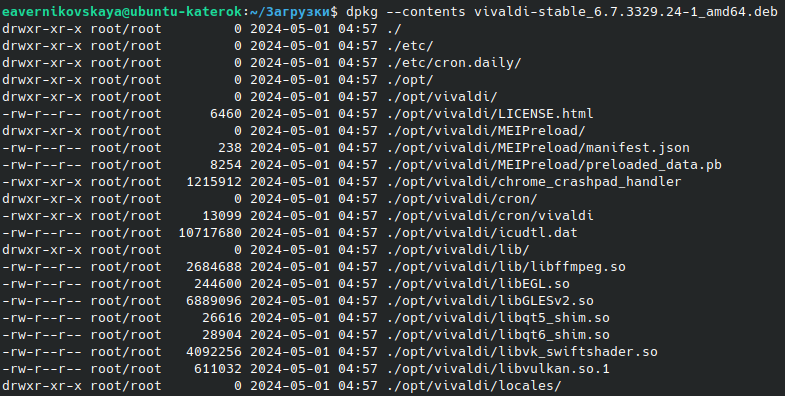 eavernikovskaya@ubuntu-katerok:~/Загрузки$ dpkg --contents vivaldi-stable_6.7.3329.24-1_amd64.deb
drwxr-xr-x root/root         0 2024-05-01 04:57 ./
drwxr-xr-x root/root         0 2024-05-01 04:57 ./etc/
drwxr-xr-x root/root         0 2024-05-01 04:57 ./etc/cron.daily/
drwxr-xr-x root/root         0 2024-05-01 04:57 ./opt/
drwxr-xr-x root/root         0 2024-05-01 04:57 ./opt/vivaldi/
-rw-r--r-- root/root      6460 2024-05-01 04:57 ./opt/vivaldi/LICENSE.html
drwxr-xr-x root/root         0 2024-05-01 04:57 ./opt/vivaldi/MEIPreload/
-rw-r--r-- root/root       238 2024-05-01 04:57 ./opt/vivaldi/MEIPreload/manifest.json
-rw-r--r-- root/root      8254 2024-05-01 04:57 ./opt/vivaldi/MEIPreload/preloaded_data.pb
-rwxr-xr-x root/root   1215912 2024-05-01 04:57 ./opt/vivaldi/chrome_crashpad_handler
drwxr-xr-x root/root         0 2024-05-01 04:57 ./opt/vivaldi/cron/
-rwxr-xr-x root/root     13099 2024-05-01 04:57 ./opt/vivaldi/cron/vivaldi
-rw-r--r-- root/root  10717680 2024-05-01 04:57 ./opt/vivaldi/icudtl.dat
drwxr-xr-x root/root         0 2024-05-01 04:57 ./opt/vivaldi/lib/
-rw-r--r-- root/root   2684688 2024-05-01 04:57 ./opt/vivaldi/lib/libffmpeg.so
-rw-r--r-- root/root    244600 2024-05-01 04:57 ./opt/vivaldi/libEGL.so
-rw-r--r-- root/root   6889096 2024-05-01 04:57 ./opt/vivaldi/libGLESv2.so
-rw-r--r-- root/root     26616 2024-05-01 04:57 ./opt/vivaldi/libqt5_shim.so
-rw-r--r-- root/root     28904 2024-05-01 04:57 ./opt/vivaldi/libqt6_shim.so
-rw-r--r-- root/root   4092256 2024-05-01 04:57 ./opt/vivaldi/libvk_swiftshader.so
-rw-r--r-- root/root    611032 2024-05-01 04:57 ./opt/vivaldi/libvulkan.so.1
drwxr-xr-x root/root         0 2024-05-01 04:57 ./opt/vivaldi/locales/